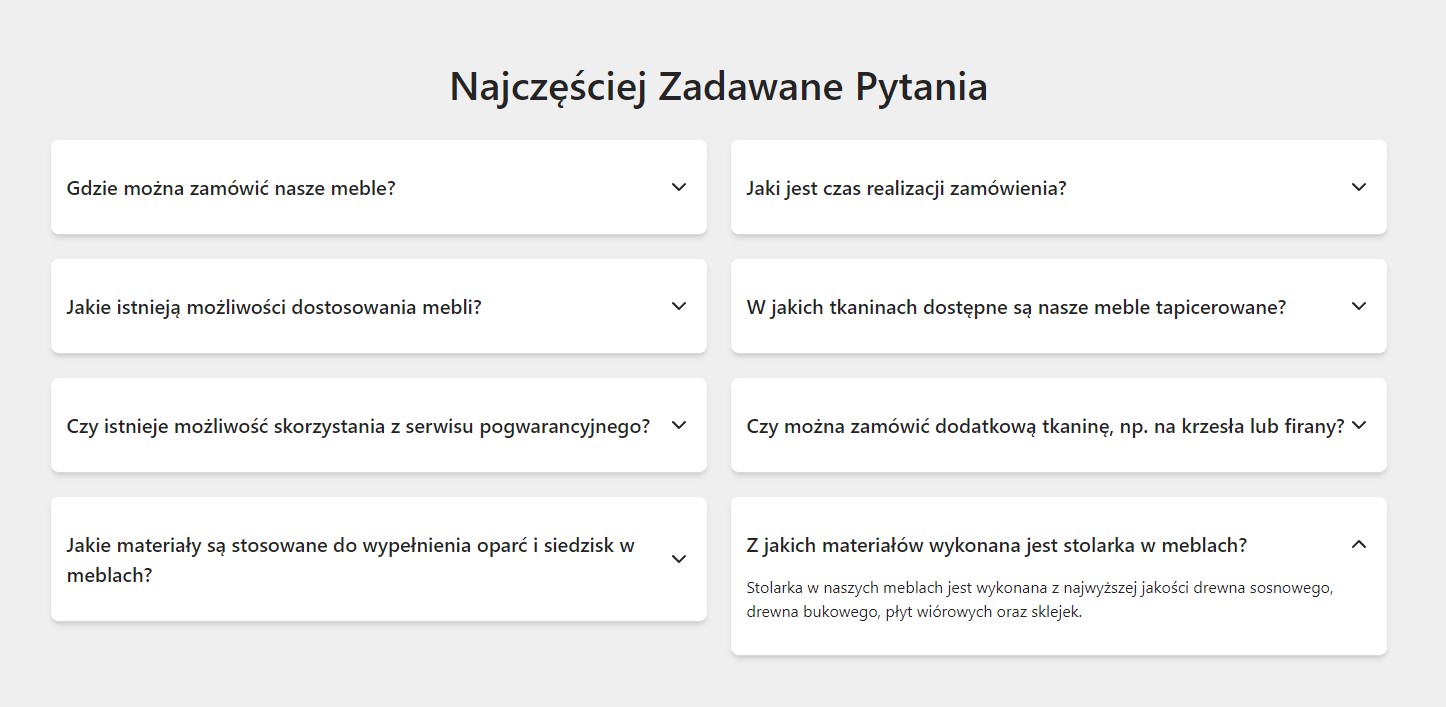 Najczęściej Zadawane Pytania
Gdzie można zamówić nasze meble?
Jaki jest czas realizacji zamówienia?
Jakie istnieją możliwości dostosowania mebli?
W jakich tkaninach dostępne są nasze meble tapicerowane?
Czy istnieje możliwość skorzystania z serwisu pogwarancyjnego?
Czy można zamówić dodatkową tkaninę, np. na krzesła lub firany?
Jakie materiały są stosowane do wypełnienia oparć i siedzisk w
meblach?
Z jakich materiałów wykonana jest stolarka w meblach?
Stolarka w naszych meblach jest wykonana z najwyższej jakości drewna sosnowego,
drewna bukowego, płyt wiórowych oraz sklejek.